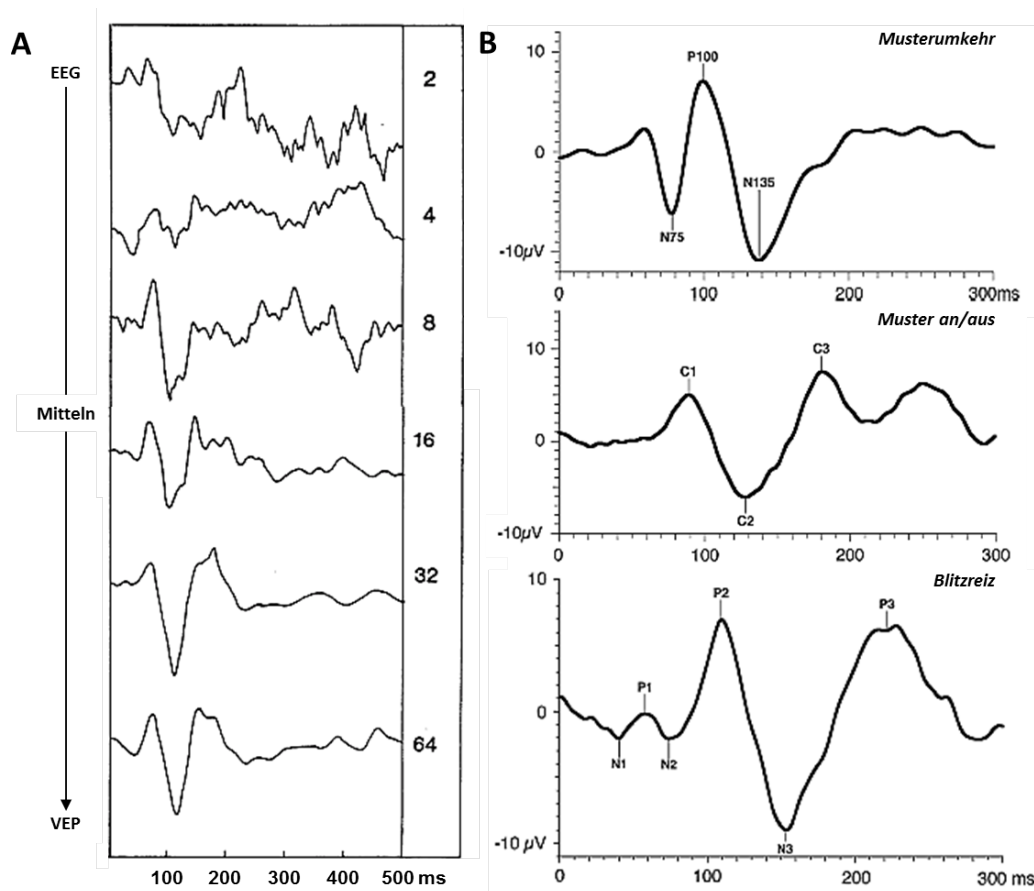 A
EEG
Mitteln
VEP
2
4
8
16
32
64
100 200 300 400 500 ms
B
Musterumkehr
10
0
-10µV
P100
N75
N135
0 100 200 300ms
Muster an/aus
10
0
-10µV
C1
C2
C3
0 100 200 300
Blitzreiz
10
0
-10 µV
N1
P1
N2
P2
N3
P3
0 100 200 300 ms